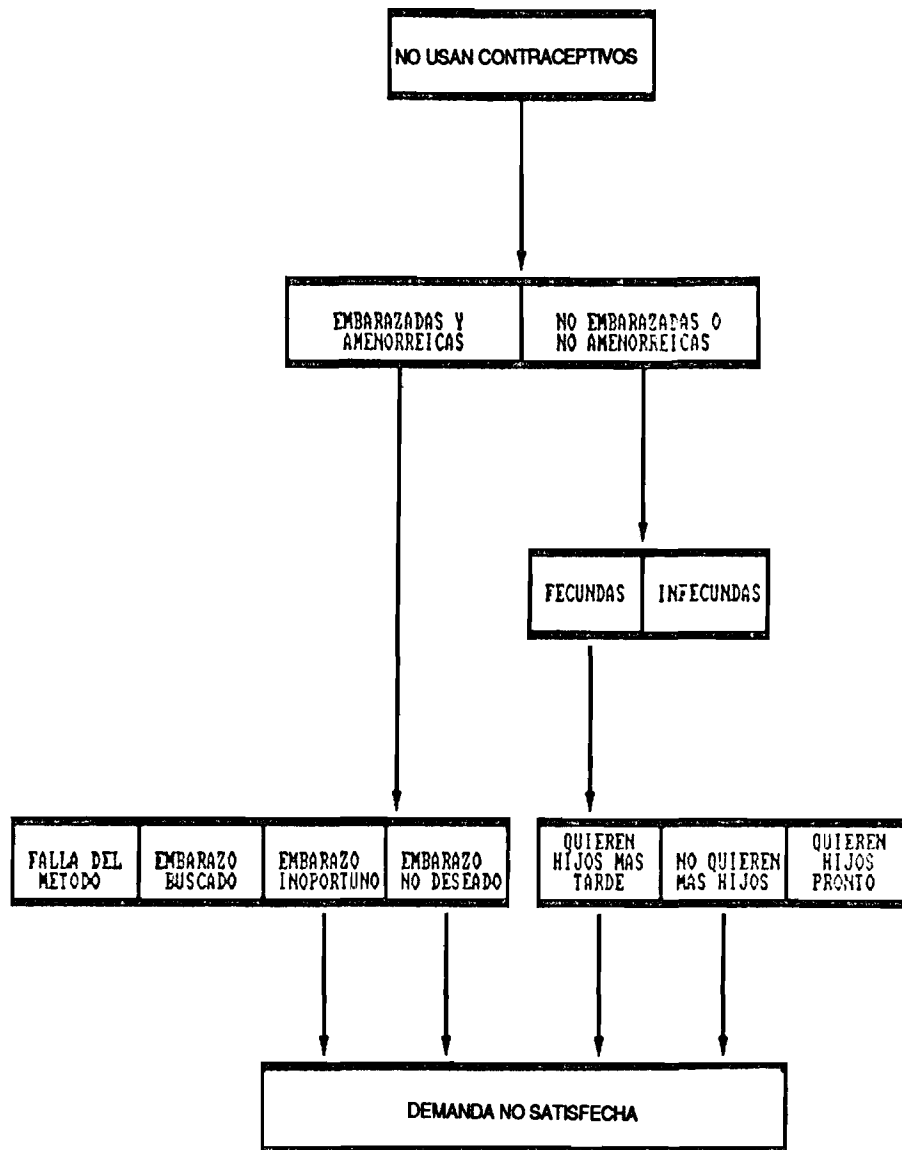 NO USAN CONTRACEPTIVOS
EMBARAZADAS Y
AMENORREICAS
NO EMBARAZADAS O
NO AMENORREICAS
FECUNDAS
INFECUNDAS
FALLA DEL
METODO
EMBARAZO
BUSCADO
EMBARAZO
INOPORTUNO
EMBARAZO
NO DESEADO
QUIEREN
HIJOS MAS
TARDE
NO QUIEREN
MAS HIJOS
QUIEREN
HIJOS
PRONTO
DEMANDA NO SATISFECHA